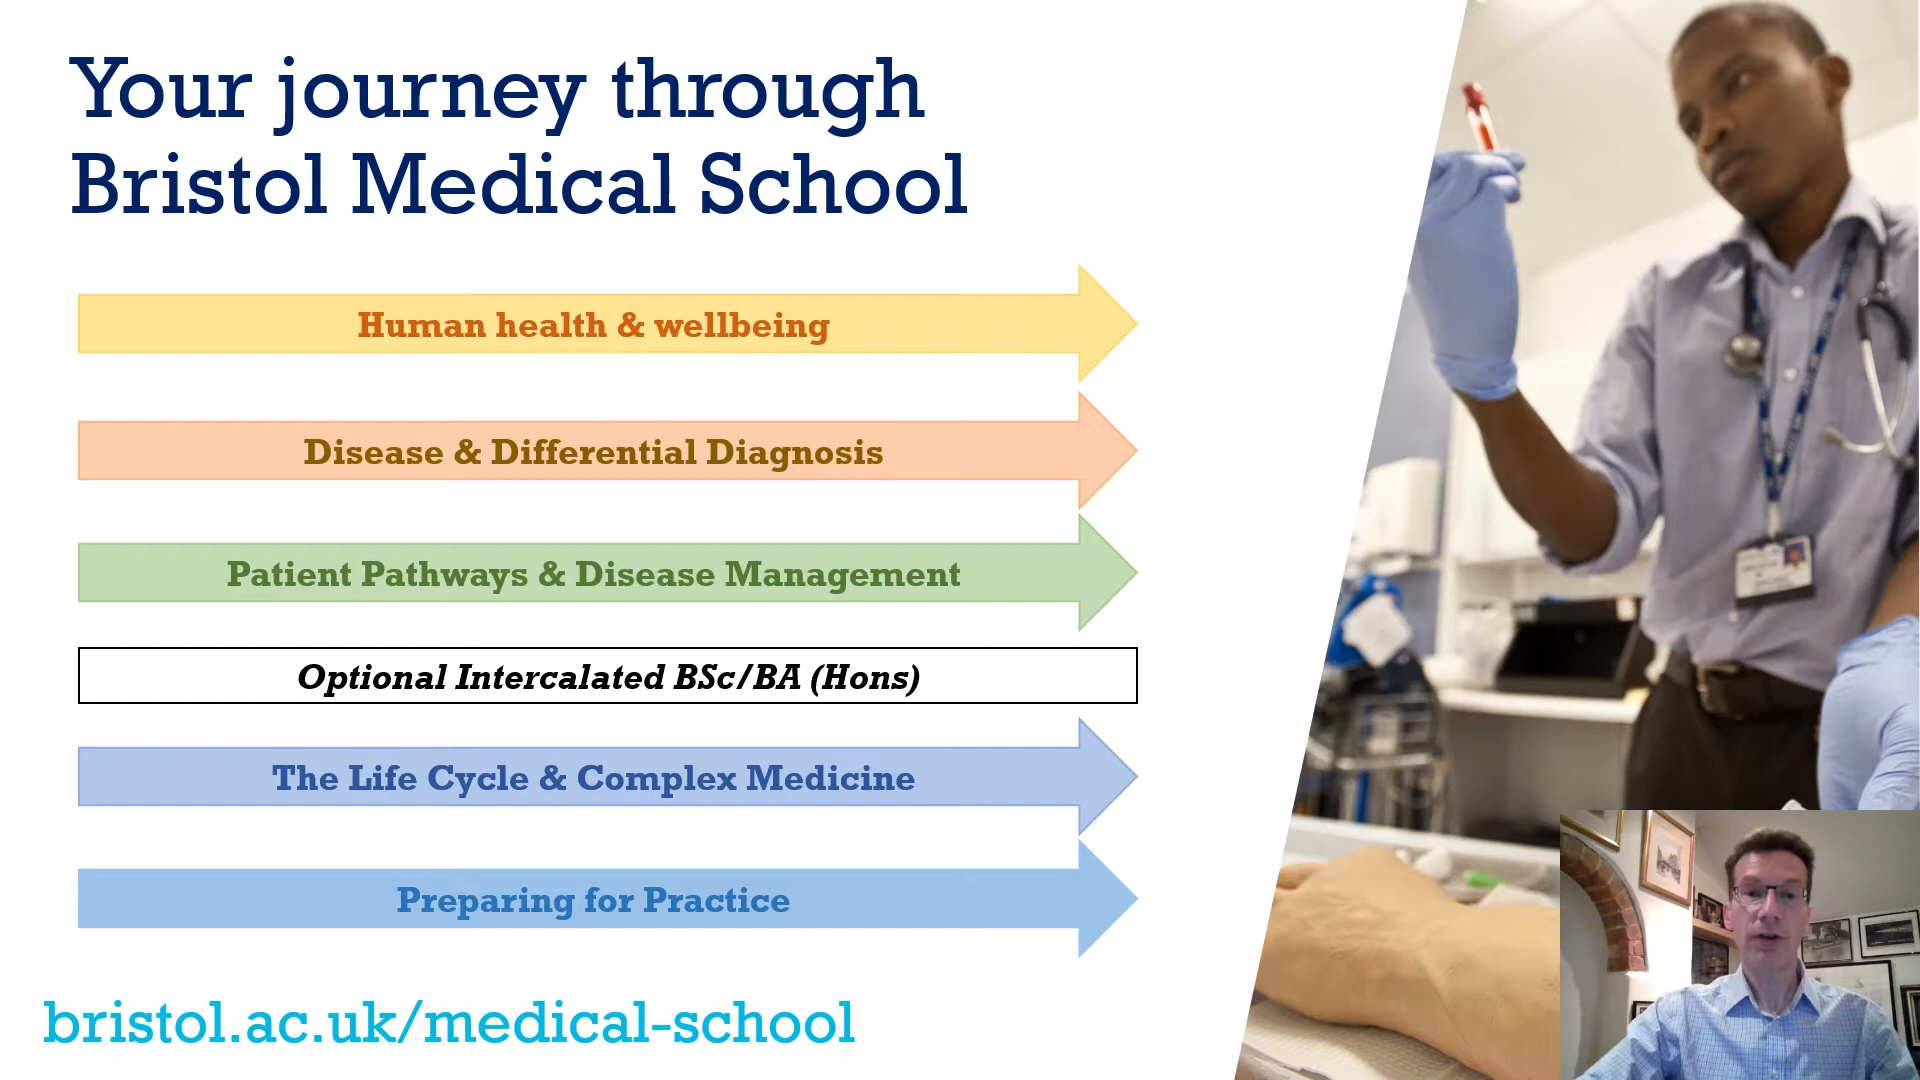 Your journey through
Bristol Medical School
Human health & wellbeing
Disease & Differential Diagnosis
Patient Pathways & Disease Management
Optional Intercalated BSc/BA (Hons)
The Life Cycle & Complex Medicine
Preparing for Practice
bristol.ac.uk/medical-school